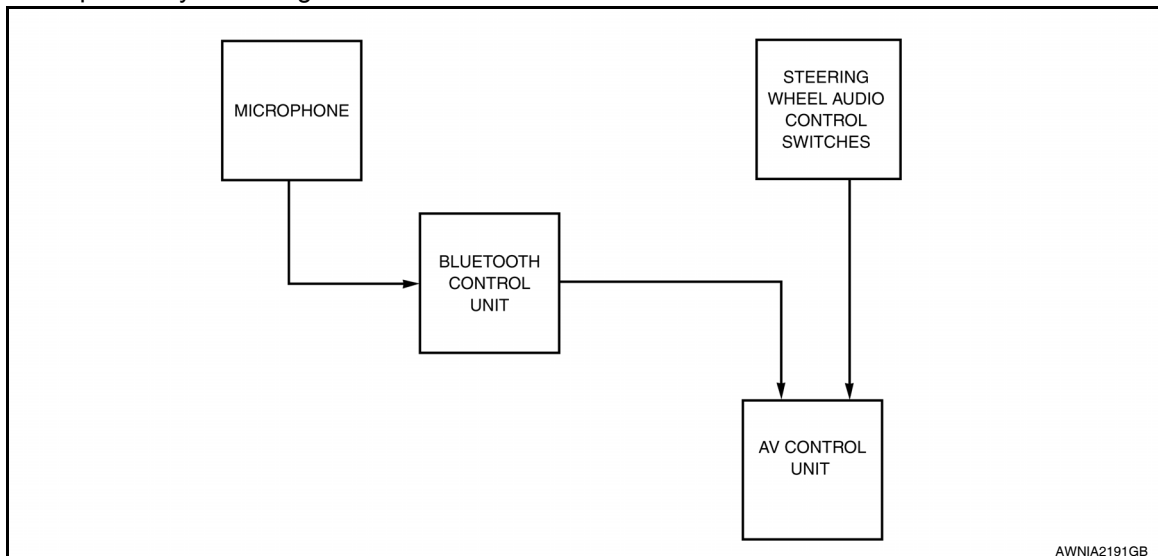 MICROPHONE
STEERING
WHEEL AUDIO
CONTROL
SWITCHES
BLUETOOTH
CONTROL
UNIT
AV CONTROL
UNIT
AWNIA2191GB